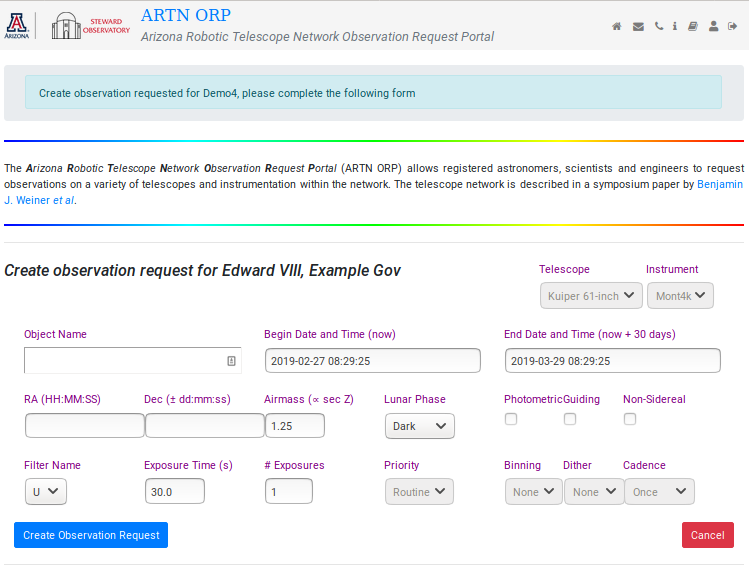 ARIZONA
STEWARD
OBSERVATORY
ARTN ORP
Arizona Robotic Telescope Network Observation Request Portal
Create observation requested for Demo4, please complete the following form
The Arizona Robotic Telescope Network Observation Request Portal (ARTN ORP) allows registered astronomers, scientists and engineers to request
observations on a variety of telescopes and instrumentation within the network. The telescope network is described in a symposium paper by Benjamin
J. Weiner et al.
Create observation request for Edward VIII, Example Gov
Telescope Instrument
Kuiper 61-inch Mont4k
Object Name Begin Date and Time (now) End Date and Time (now + 30 days)
2019-02-27 08:29:25 2019-03-29 08:29:25
RA (HH:MM:SS) Dec (± dd:mm:ss) Airmass (∝ sec Z) Lunar Phase Photometric Guiding Non-Sidereal
1.25 Dark
Filter Name Exposure Time (s) # Exposures Priority Binning Dither Cadence
U 30.0 1 Routine None None Once
Create Observation Request Cancel